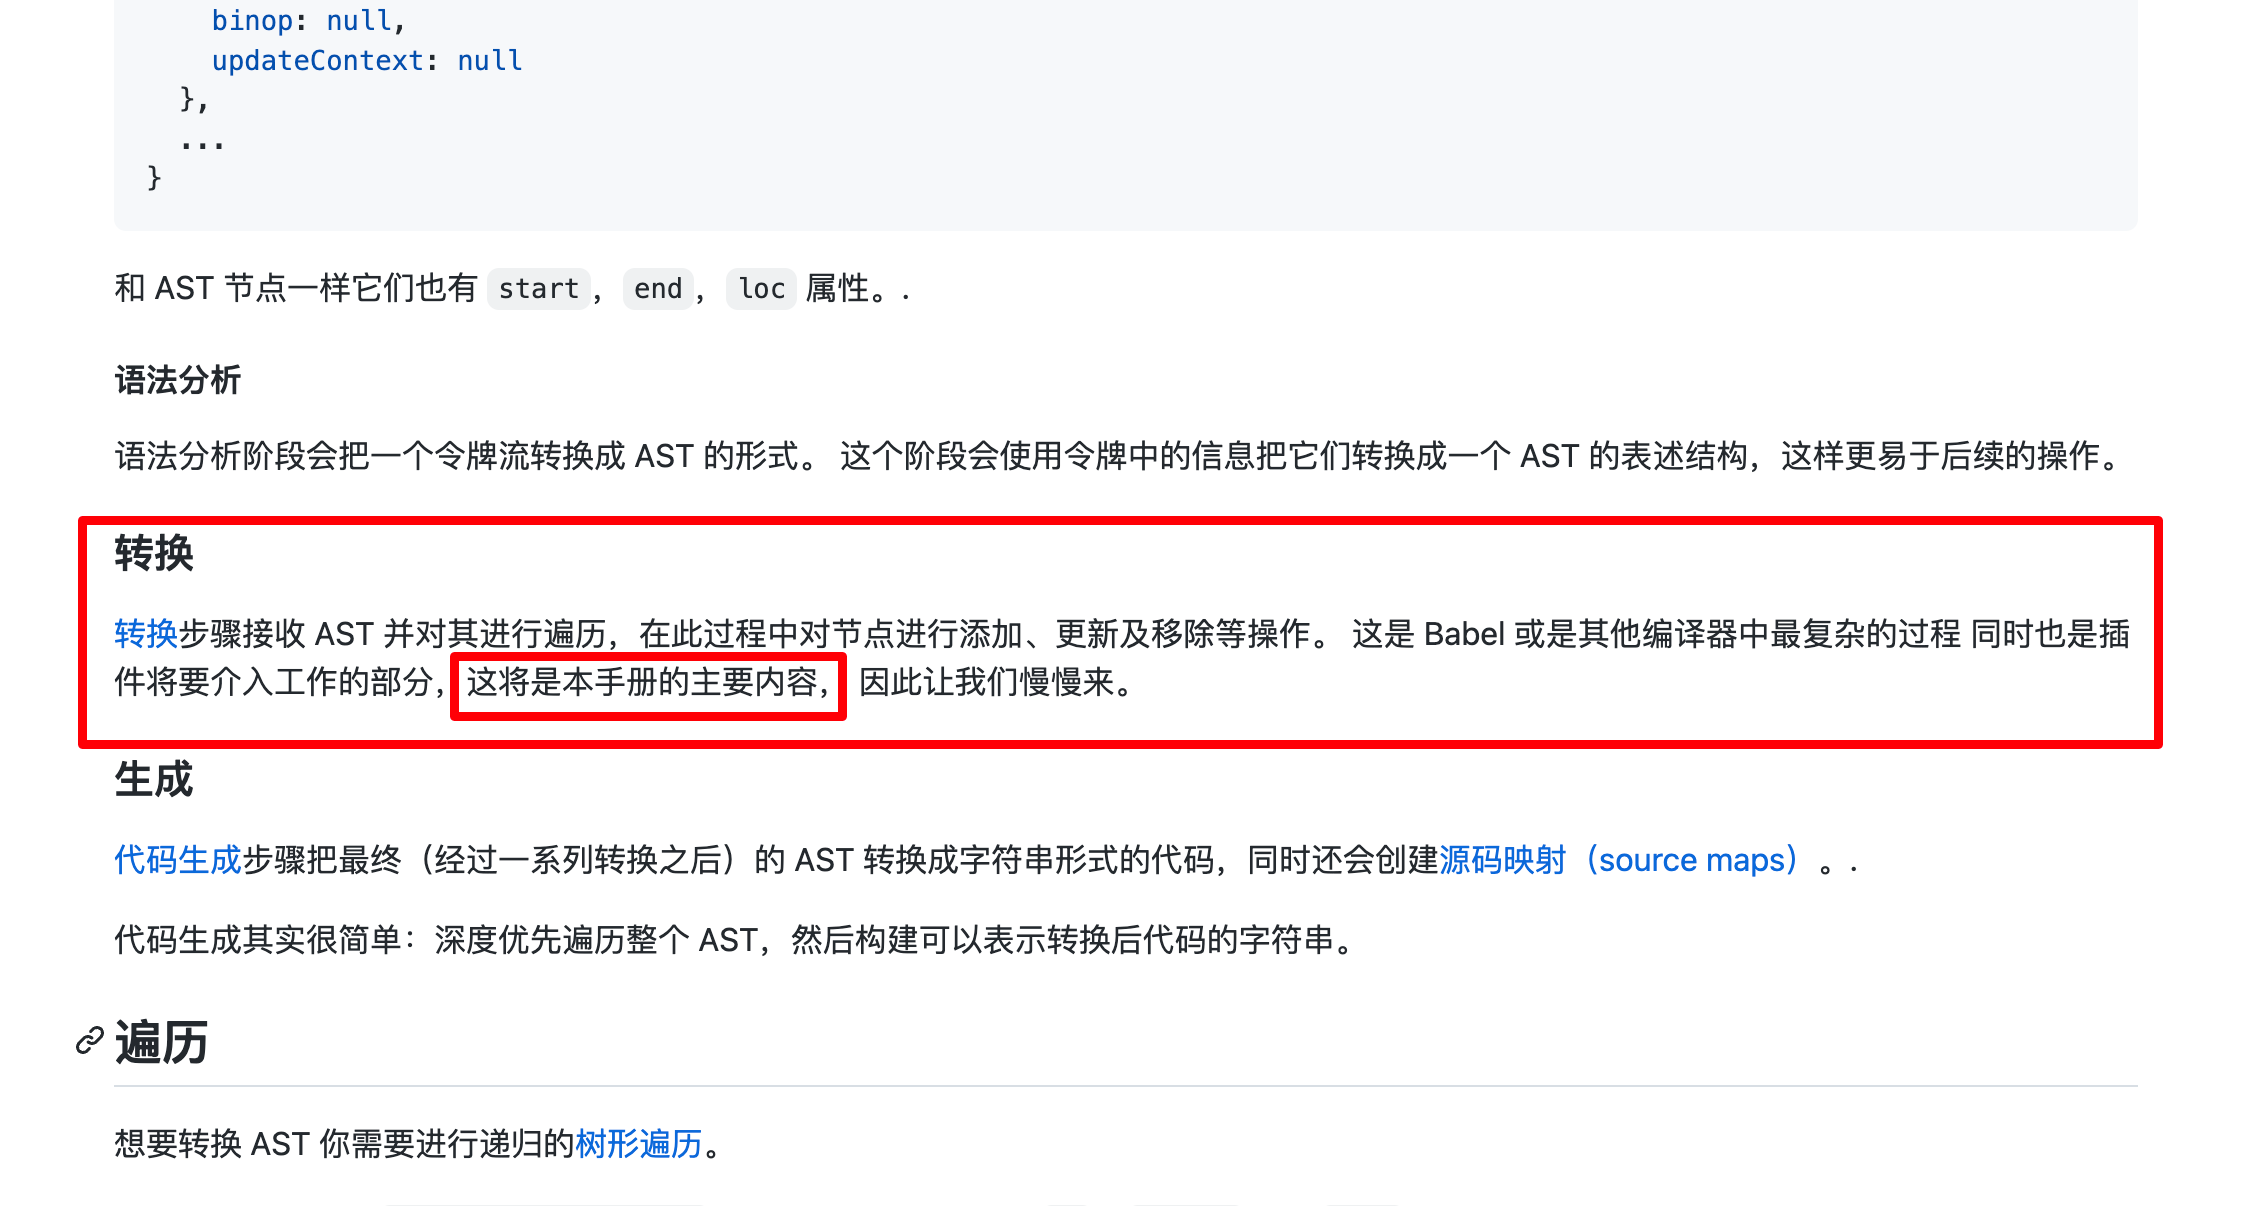 binop: null,
updateContext: null
},
...
}
和 AST 节点一样它们也有 start，end，loc 属性。.
语法分析
语法分析阶段会把一个令牌流转换成 AST 的形式。 这个阶段会使用令牌中的信息把它们转换成一个 AST 的表述结构，这样更易于后续的操作。
转换
转换步骤接收 AST 并对其进行遍历，在此过程中对节点进行添加、更新及移除等操作。 这是 Babel 或是其他编译器中最复杂的过程 同时也是插
件将要介入工作的部分，这将是本手册的主要内容， 因此让我们慢慢来。
生成
代码生成步骤把最终（经过一系列转换之后）的 AST 转换成字符串形式的代码，同时还会创建源码映射（source maps）。.
代码生成其实很简单：深度优先遍历整个 AST，然后构建可以表示转换后代码的字符串。
遍历
想要转换 AST 你需要进行递归的树形遍历。